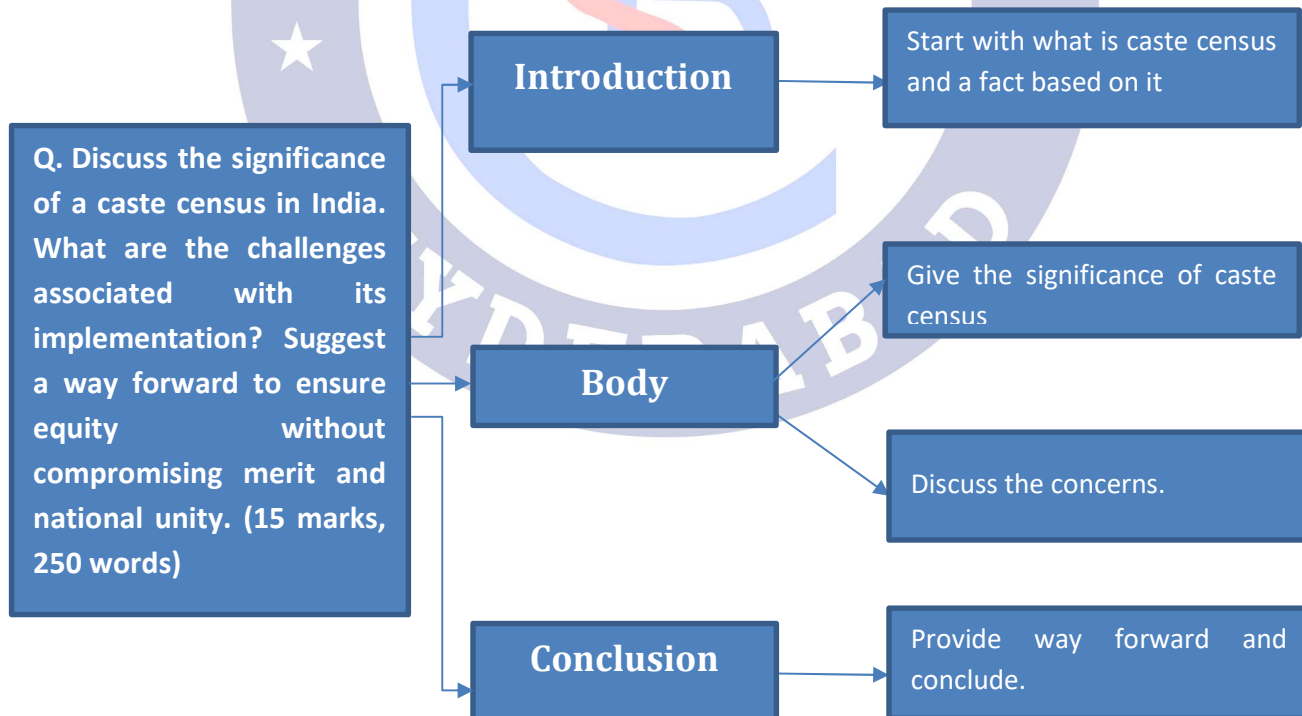 Q. Discuss the significance
of a caste census in India.
What are the challenges
associated with its
implementation? Suggest
a way forward to ensure
equity without
compromising merit and
national unity. (15 marks,
250 words)
Introduction
Start with what is caste census
and a fact based on it
Body
Give the significance of caste
census
Discuss the concerns.
Conclusion
Provide way forward and
conclude.
HYDERABAD